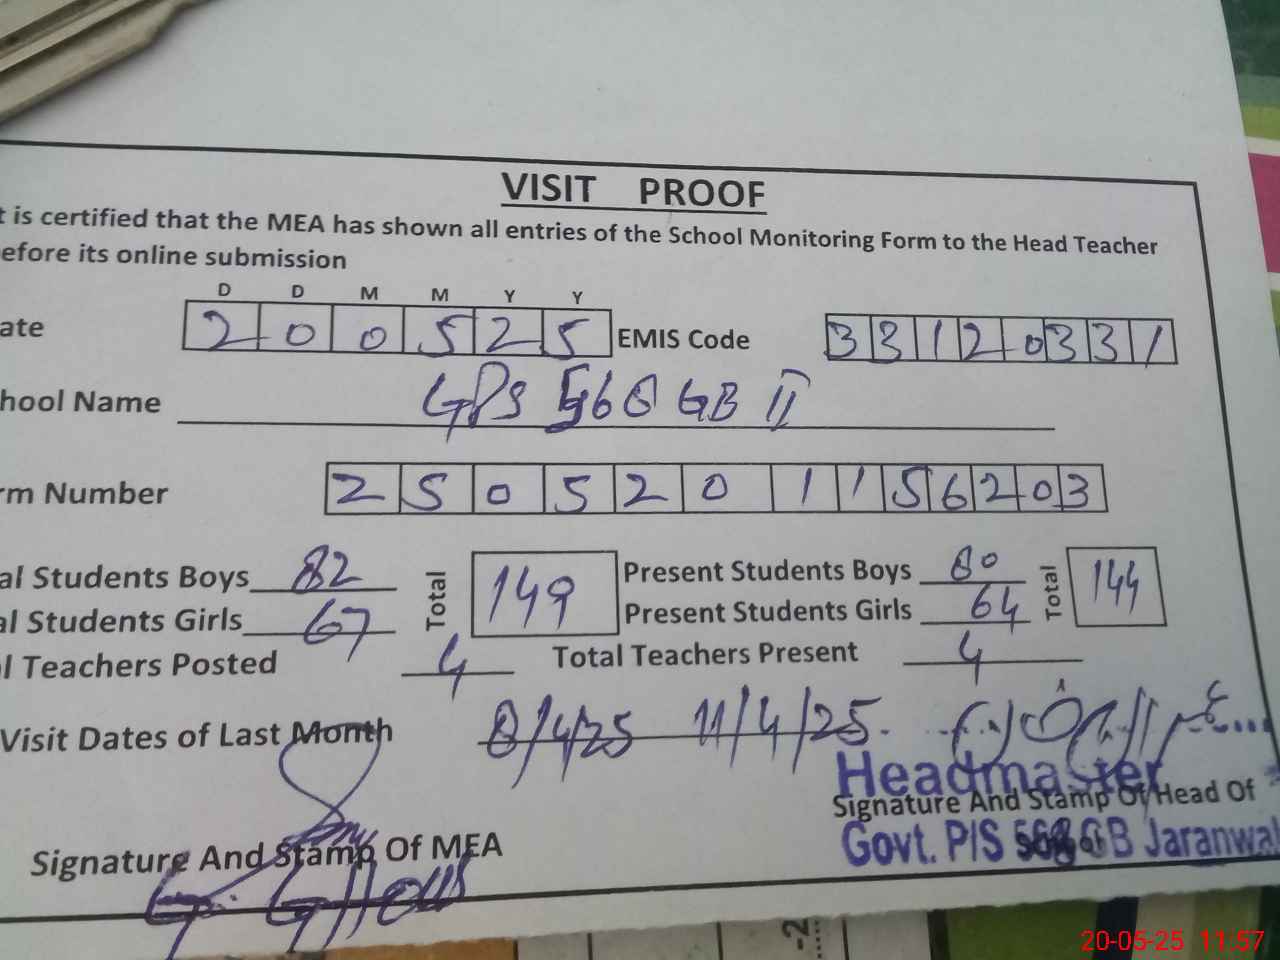 VISIT PROOF
t is certified that the MEA has shown all entries of the School Monitoring Form to the Head Teacher
efore its online submission
D D M M Y Y
ate 2 0 0 5 2 5 EMIS Code 3 3 1 2 0 3 3 1
hool Name GPS 566 GB II
rm Number 2 5 0 5 2 0 1 1 5 6 2 0 3
al Students Boys 82 Total 149 Present Students Boys 80 Total 144
al Students Girls 67 Present Students Girls 64
l Teachers Posted 4 Total Teachers Present 4
Visit Dates of Last Month 8/4/25 11/4/25
Headmaster
Signature And Stamp Of Head Of
Signature And Stamp Of MEA
Govt. P/S GB Jaranwal
-2
20-05-25 11:57